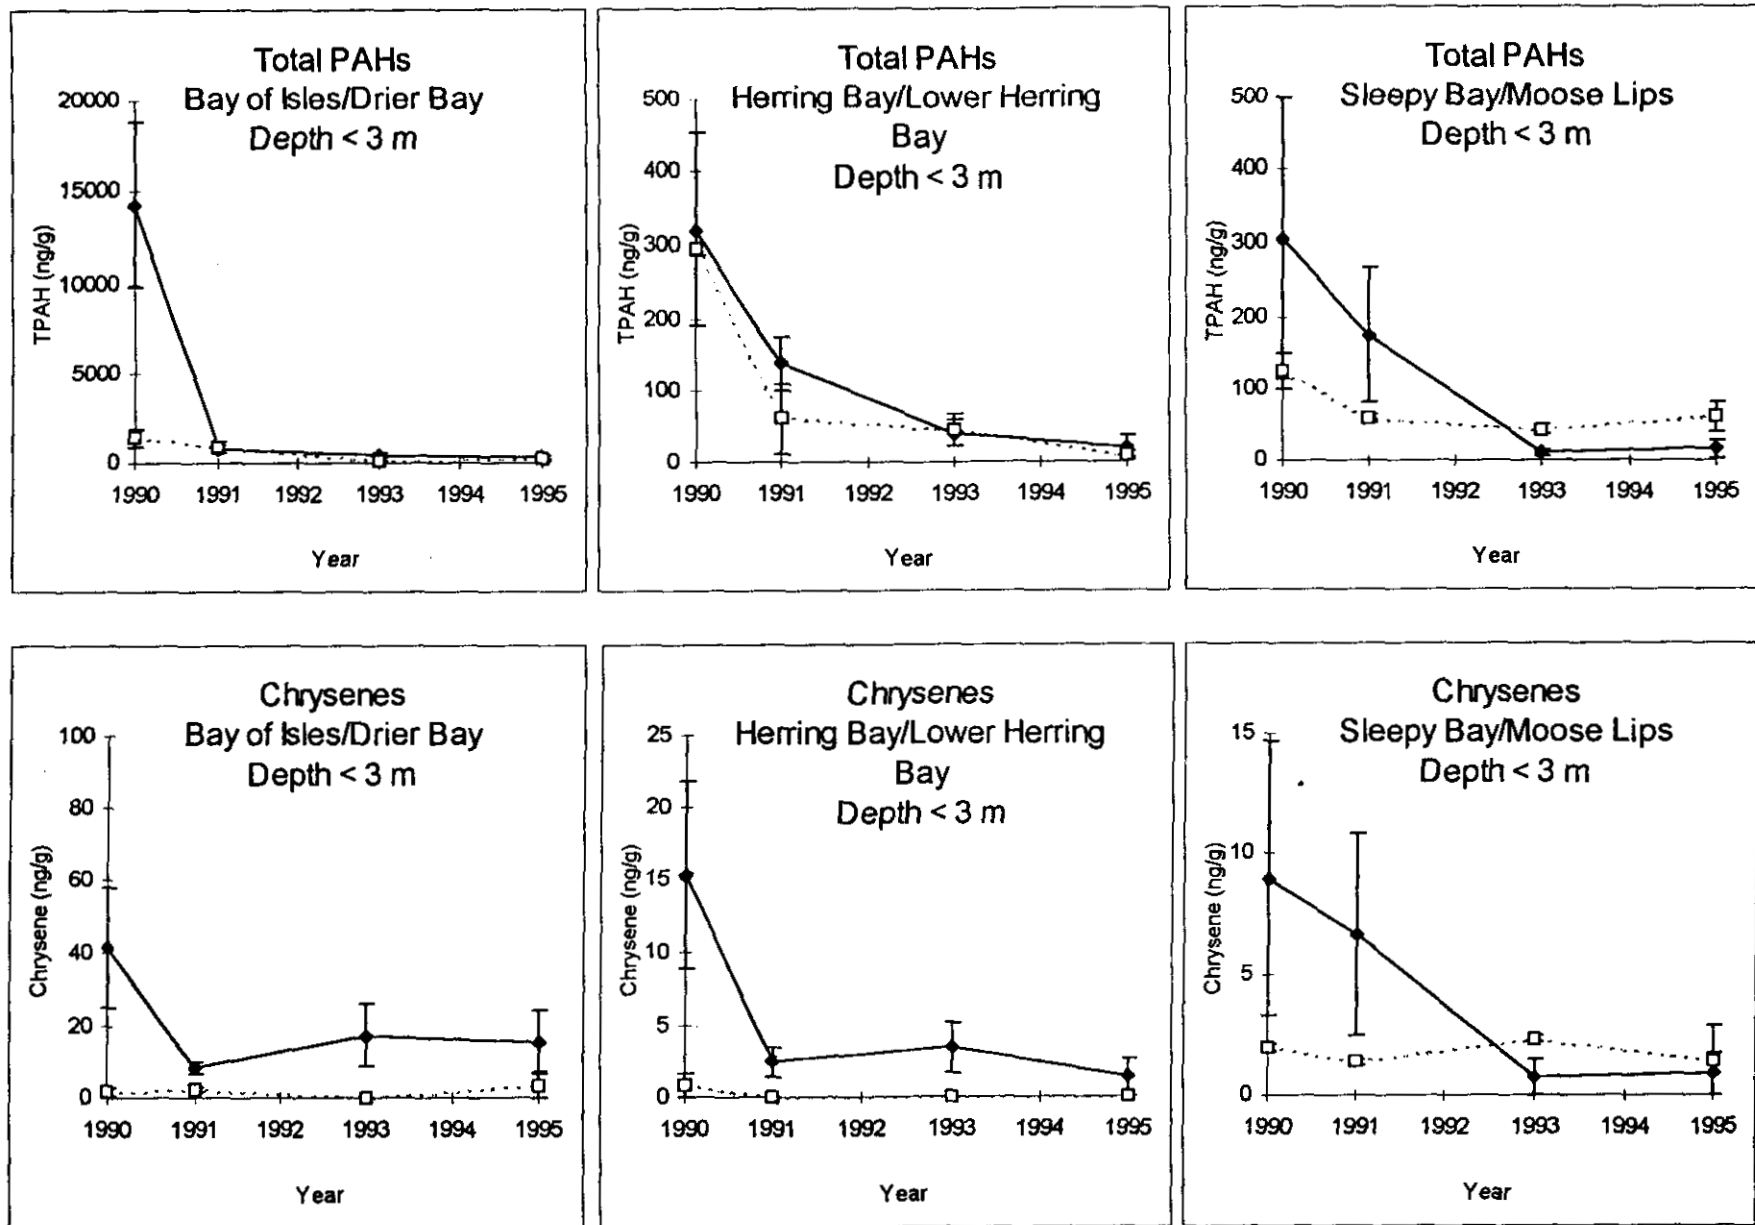 Total PAHs
Bay of Isles/Drier Bay
Depth < 3 m
20000
15000
10000
5000
0
TPAH (ng/g)
1990 1991 1992 1993 1994 1995
Year
Total PAHs
Herring Bay/Lower Herring
Bay
Depth < 3 m
500
400
300
200
100
0
TPAH (ng/g)
1990 1991 1992 1993 1994 1995
Year
Total PAHs
Sleepy Bay/Moose Lips
Depth < 3 m
500
400
300
200
100
0
TPAH (ng/g)
1990 1991 1992 1993 1994 1995
Year
Chrysenes
Bay of Isles/Drier Bay
Depth < 3 m
100
80
60
40
20
0
Chrysene (ng/g)
1990 1991 1992 1993 1994 1995
Year
Chrysenes
Herring Bay/Lower Herring
Bay
Depth < 3 m
25
20
15
10
5
0
Chrysene (ng/g)
1990 1991 1992 1993 1994 1995
Year
Chrysenes
Sleepy Bay/Moose Lips
Depth < 3 m
15
10
5
0
Chrysene (ng/g)
1990 1991 1992 1993 1994 1995
Year